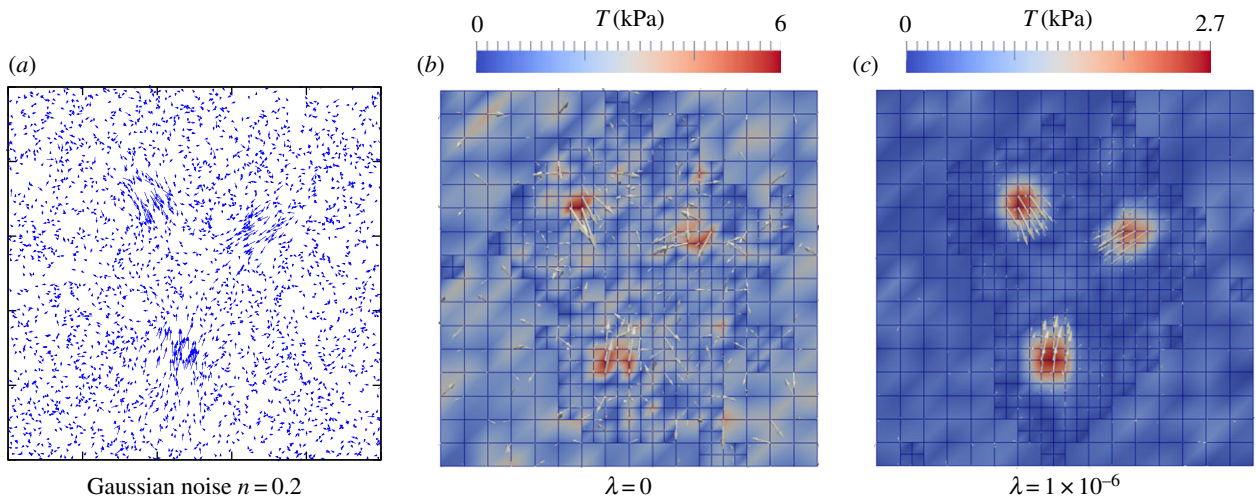 (a)
Gaussian noise n = 0.2
0 T (kPa) 6
(b)
λ = 0
0 T (kPa) 2.7
(c)
λ = 1 × 10⁻⁶